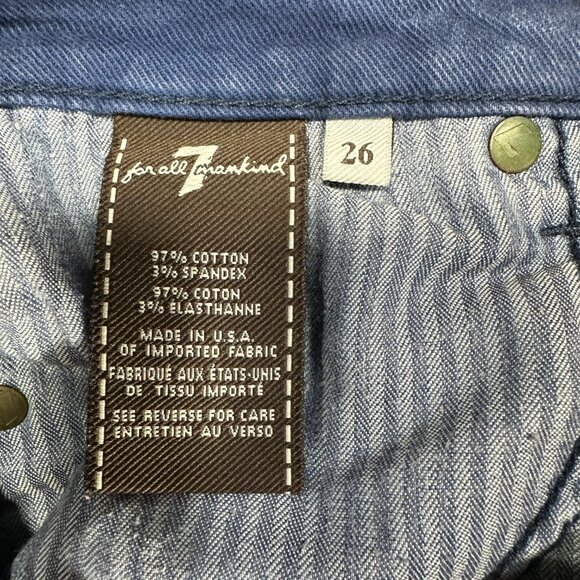 for all 7 mankind
26
97% COTTON
3% SPANDEX
97% COTON
3% ELASTHANNE
MADE IN U.S.A.
OF IMPORTED FABRIC
FABRIQUÉ AUX ÉTATS-UNIS
DE TISSU IMPORTÉ
SEE REVERSE FOR CARE
ENTRETIEN AU VERSO